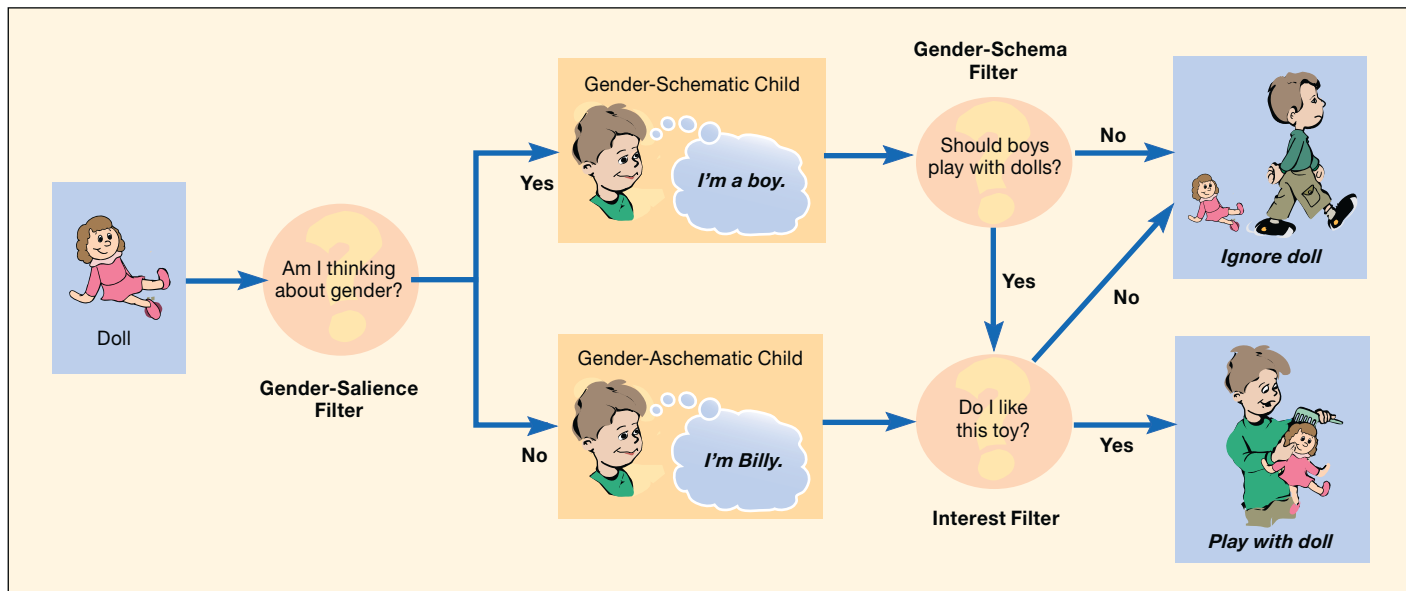 Doll
Am I thinking
about gender?
Gender-Salience
Filter
Yes
No
Gender-Schematic Child
I'm a boy.
Gender-Aschematic Child
I'm Billy.
Gender-Schema
Filter
Should boys
play with dolls?
No
Yes
Do I like
this toy?
Interest Filter
No
Yes
Ignore doll
Play with doll